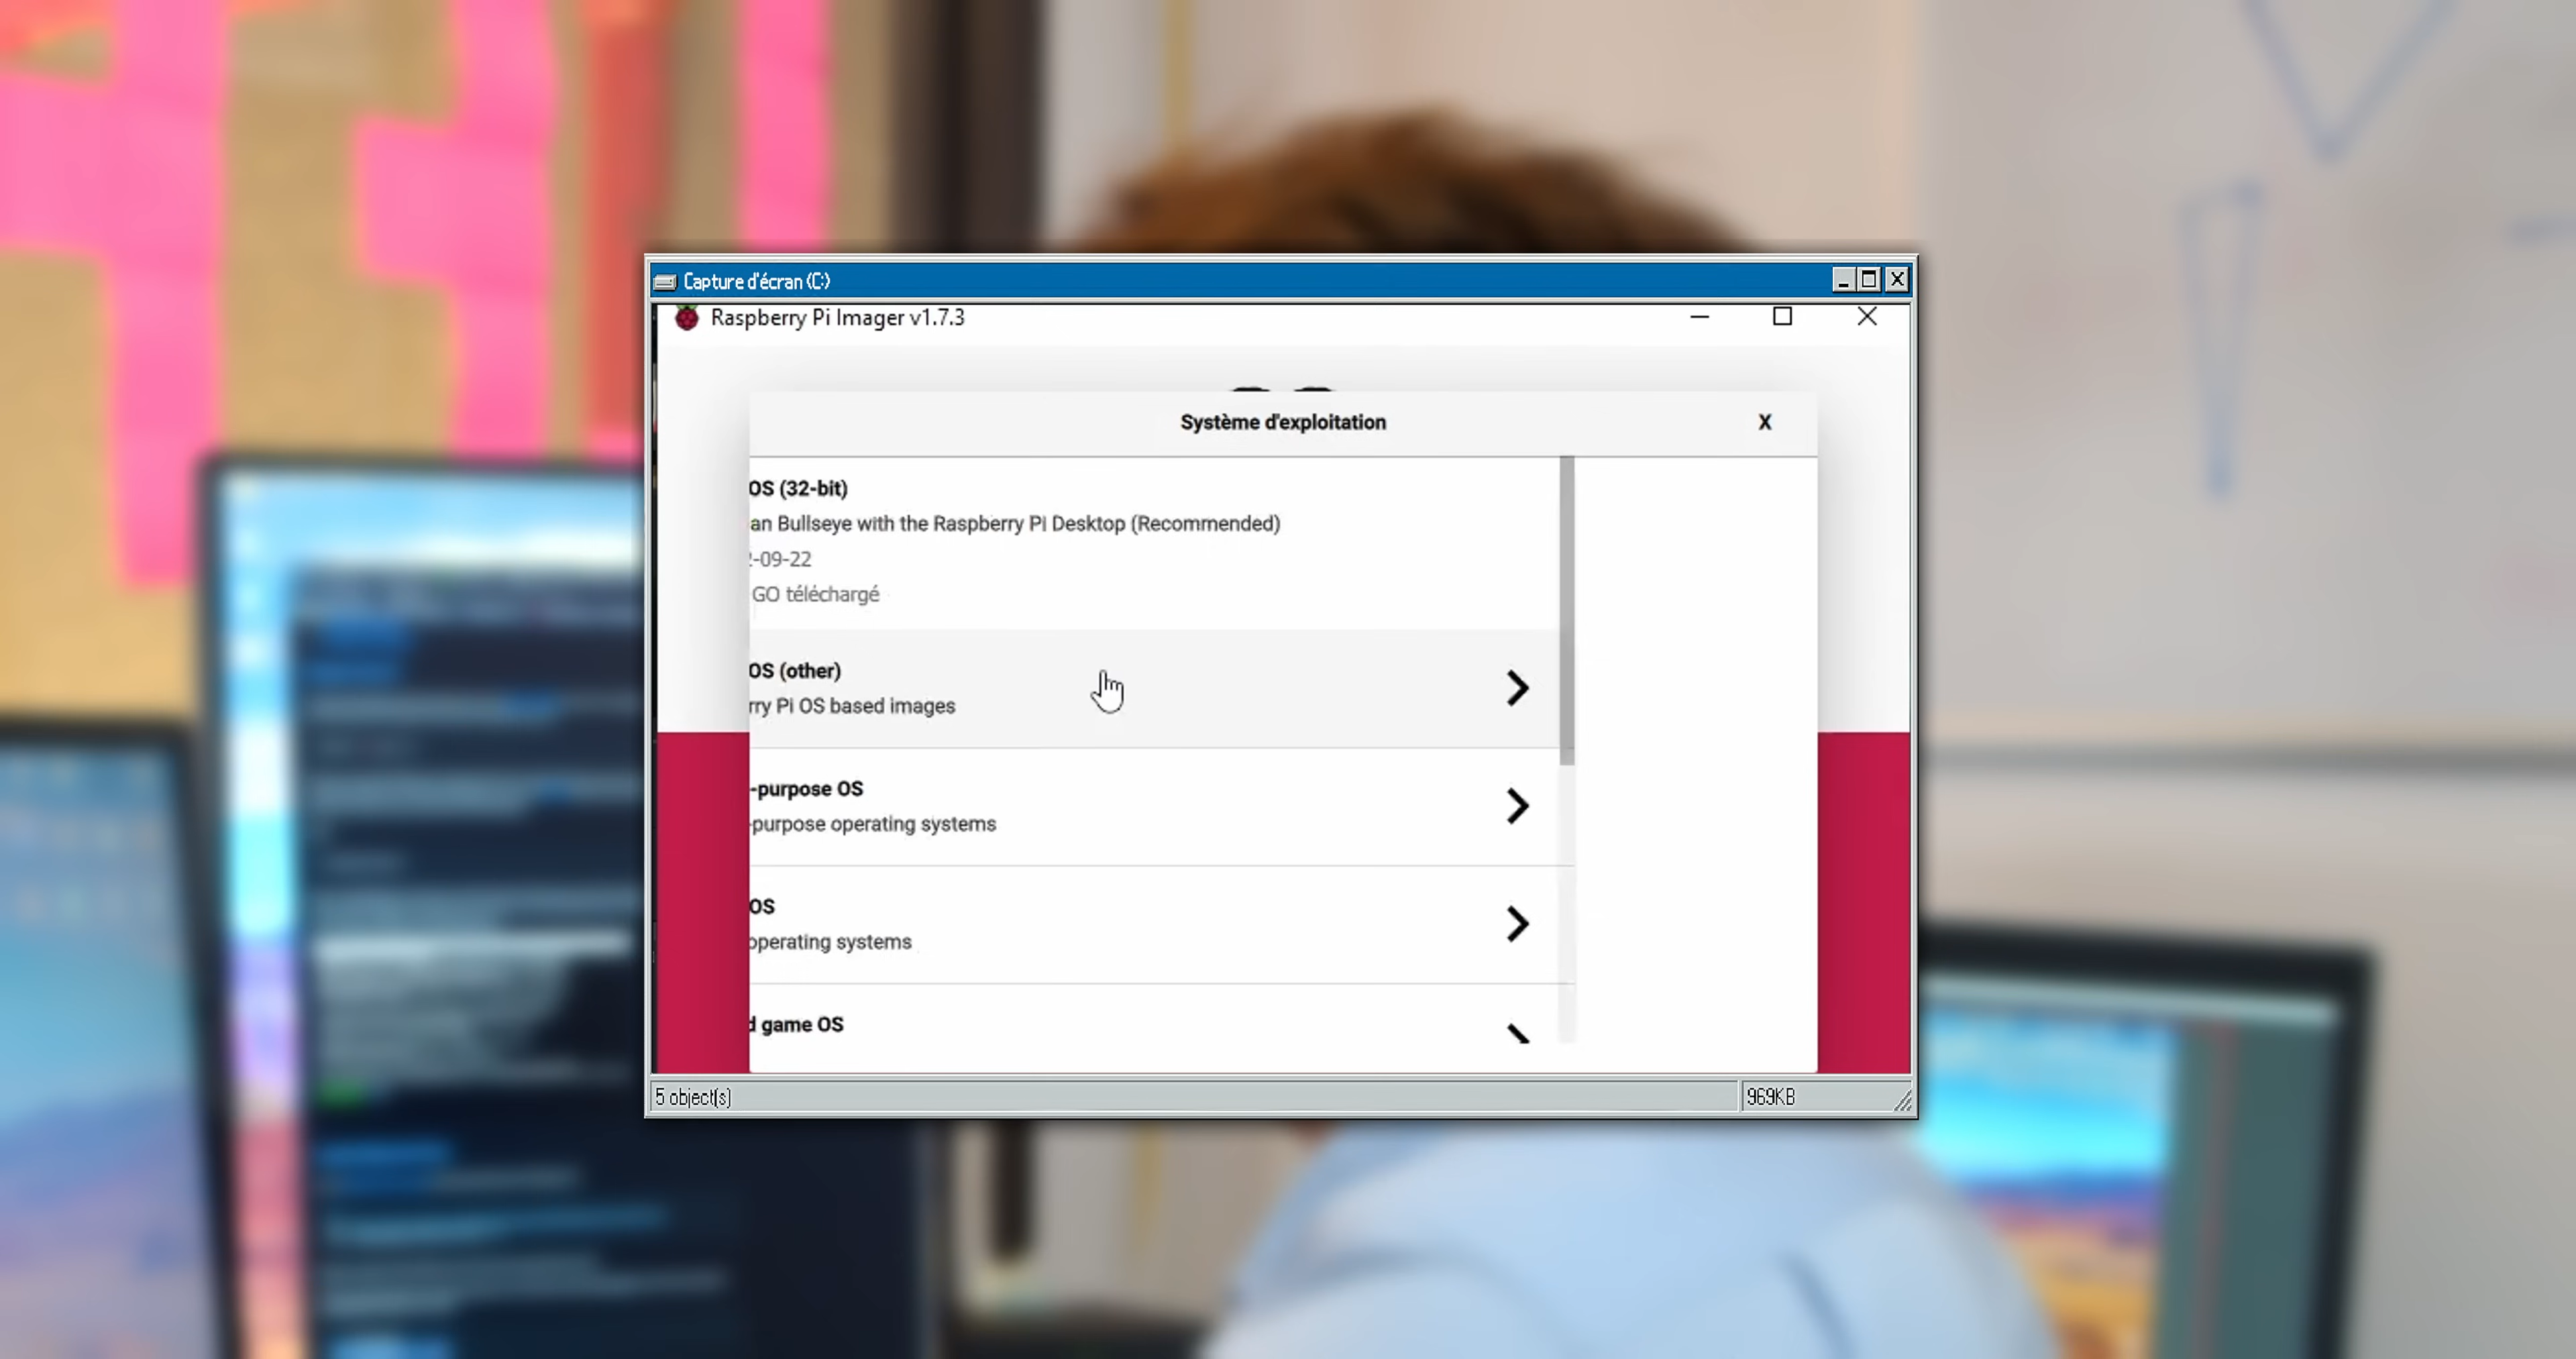 Capture d'écran (C:)
Raspberry Pi Imager v1.7.3
Système d'exploitation
X
OS (32-bit)
an Bullseye with the Raspberry Pi Desktop (Recommended)
-09-22
GO téléchargé
OS (other)
rry Pi OS based images
-purpose OS
-purpose operating systems
OS
operating systems
d game OS
5 object(s)
969KB